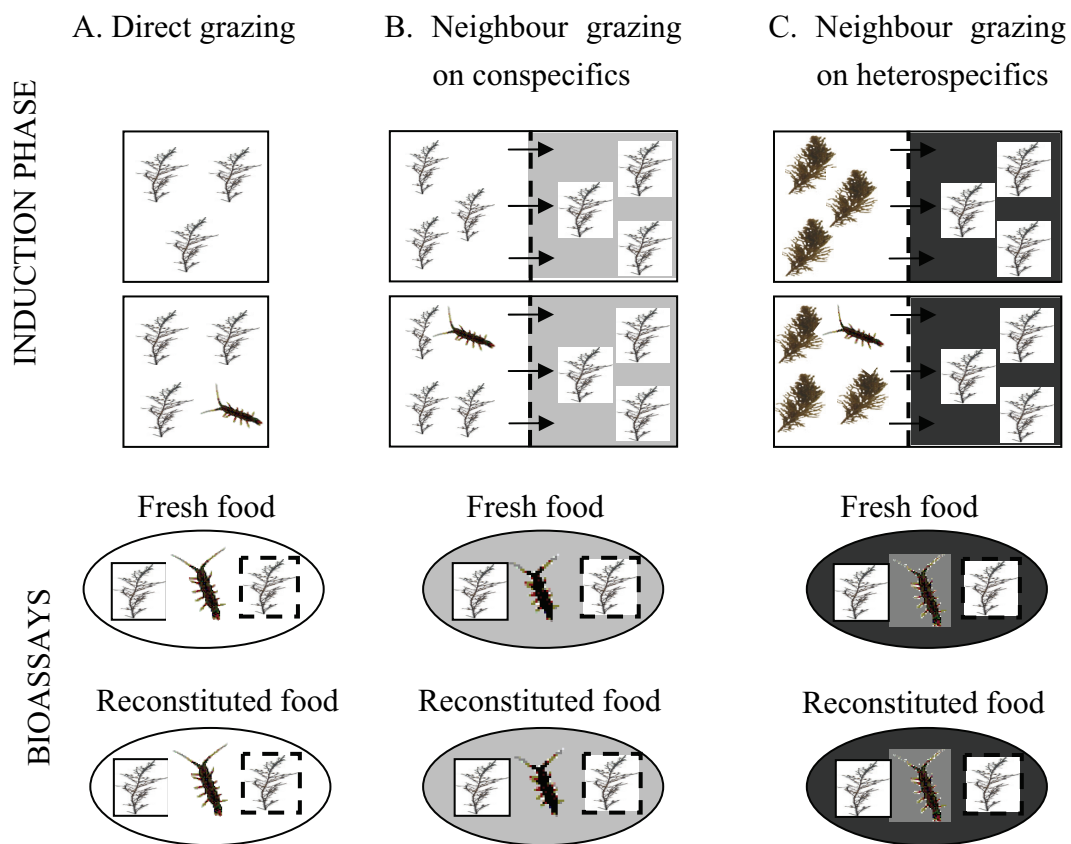 A. Direct grazing
B. Neighbour grazing
on conspecifics
C. Neighbour grazing
on heterospecifics
INDUCTION PHASE
Fresh food
Fresh food
Fresh food
BIOASSAYS
Reconstituted food
Reconstituted food
Reconstituted food